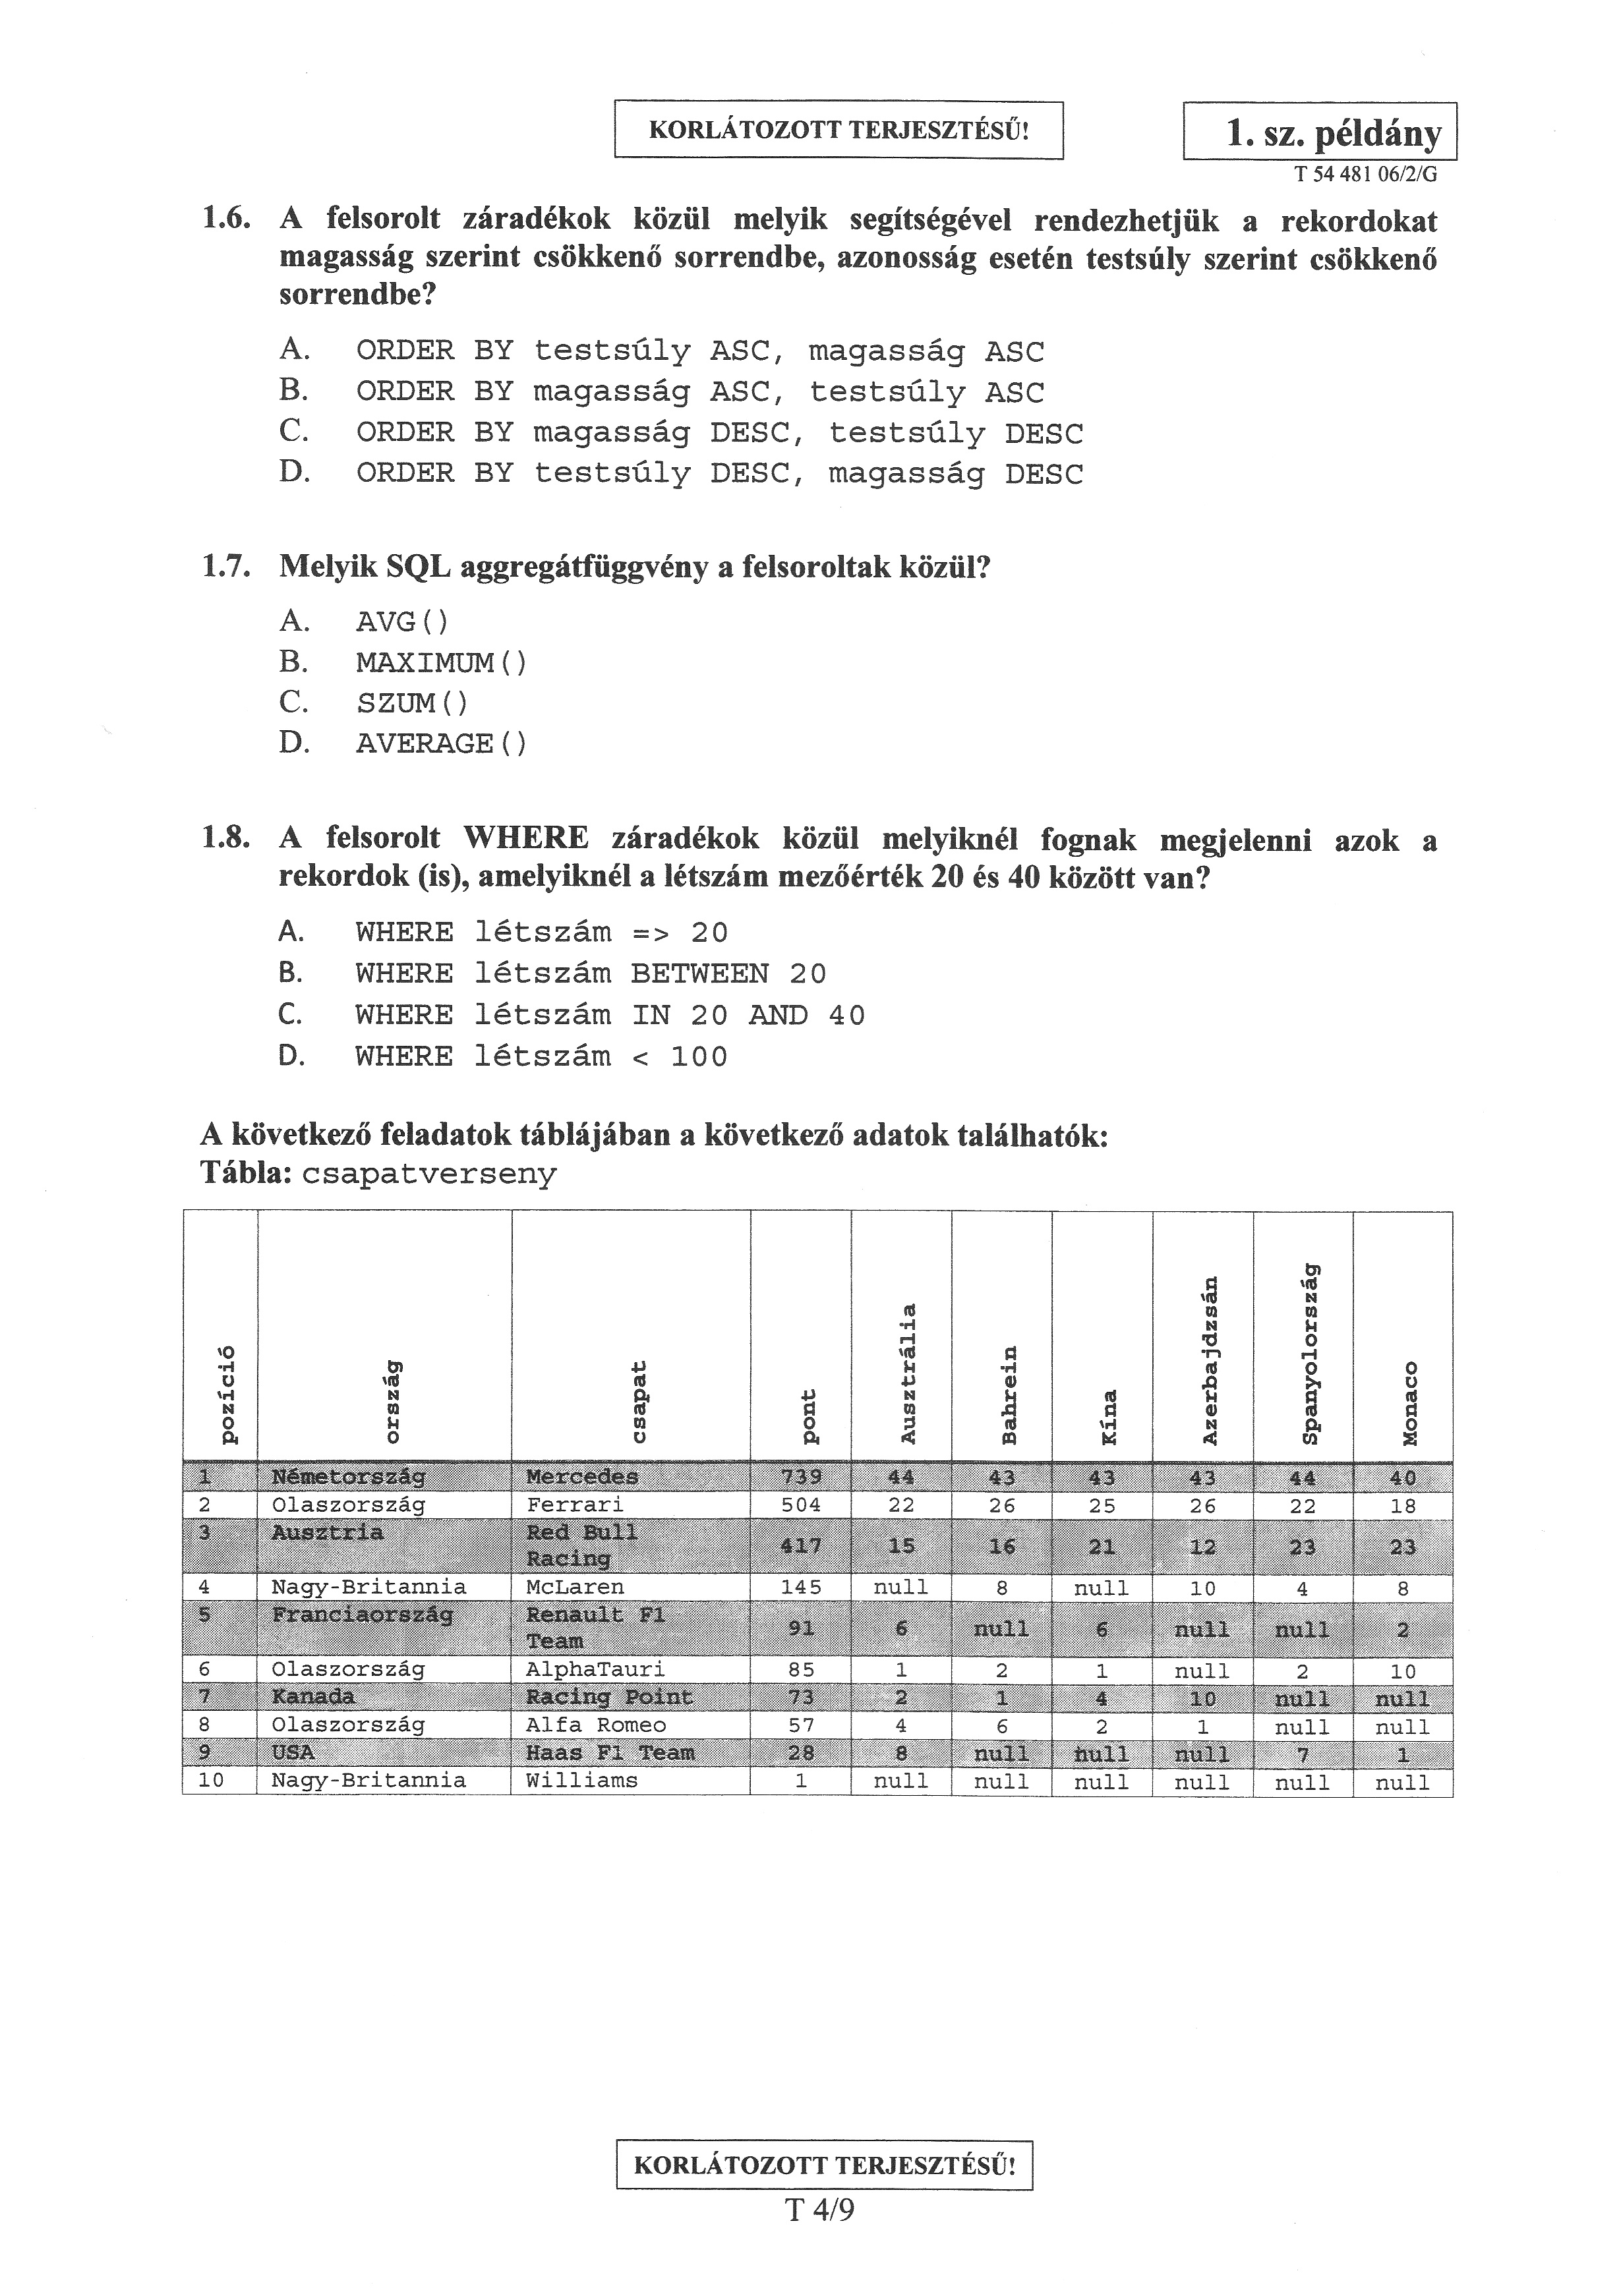 KORLÁTOZOTT TERJESZTÉSŰ!
1. sz. példány
T 54 481 06/2/G
1.6. A felsorolt záradékok közül melyik segítségével rendezhetjük a rekordokat
magasság szerint csökkenő sorrendbe, azonosság esetén testsúly szerint csökkenő
sorrendbe?
A. ORDER BY testsúly ASC, magasság ASC
B. ORDER BY magasság ASC, testsúly ASC
C. ORDER BY magasság DESC, testsúly DESC
D. ORDER BY testsúly DESC, magasság DESC
1.7. Melyik SQL aggregátfüggvény a felsoroltak közül?
A. AVG()
B. MAXIMUM()
C. SZUM()
D. AVERAGE()
1.8. A felsorolt WHERE záradékok közül melyiknél fognak megjelenni azok a
rekordok (is), amelyiknél a létszám mezőérték 20 és 40 között van?
A. WHERE létszám => 20
B. WHERE létszám BETWEEN 20
C. WHERE létszám IN 20 AND 40
D. WHERE létszám < 100
A következő feladatok táblájában a következő adatok találhatók:
Tábla: csapatverseny
pozíció ország csapat pont Ausztrália Bahrein Kína Azerbajdzsán Spanyolország Monaco
1 Németország Mercedes 739 44 43 43 43 44 40
2 Olaszország Ferrari 504 22 26 25 26 22 18
3 Ausztria Red Bull Racing 417 15 16 21 12 23 23
4 Nagy-Britannia McLaren 145 null 8 null 10 4 8
5 Franciaország Renault F1 Team 91 6 null 6 null null 2
6 Olaszország AlphaTauri 85 1 2 1 null 2 10
7 Kanada Racing Point 73 2 1 4 10 null null
8 Olaszország Alfa Romeo 57 4 6 2 1 null null
9 USA Haas F1 Team 28 8 null null null 7 1
10 Nagy-Britannia Williams 1 null null null null null null
KORLÁTOZOTT TERJESZTÉSŰ!
T 4/9